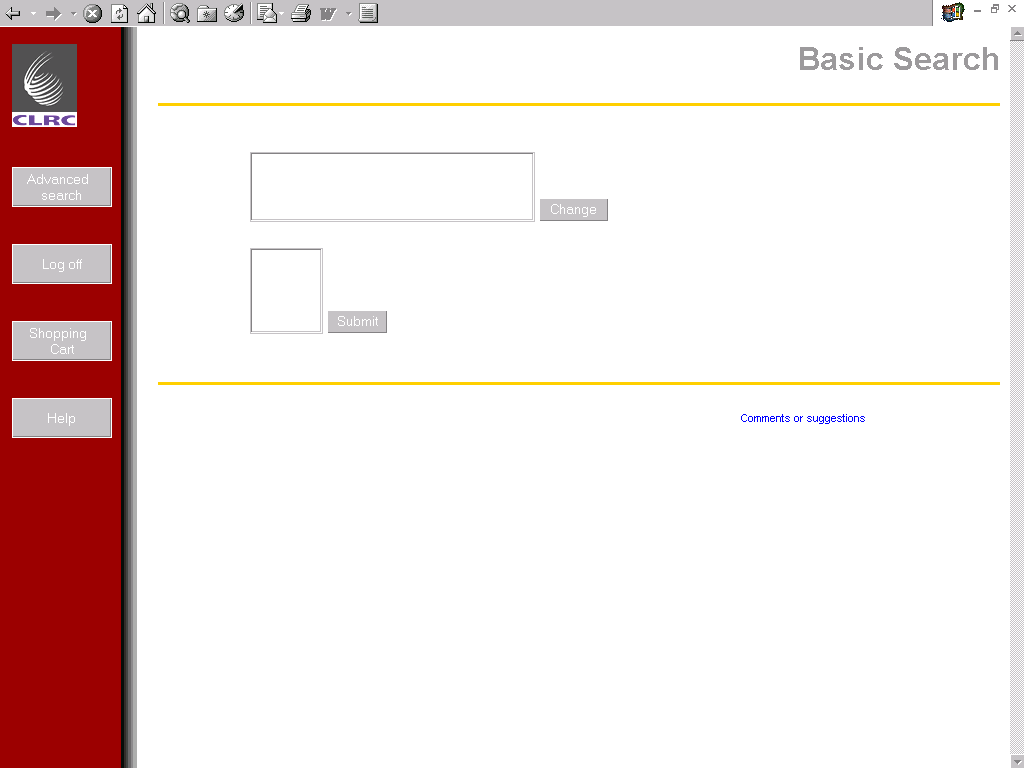 W
Basic Search
CLRC
Advanced
search
Change
Log off
Submit
Shopping
Cart
Help
Comments or suggestions